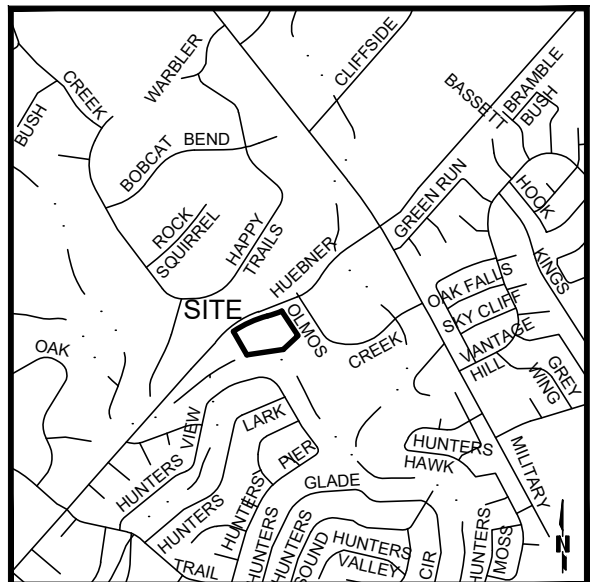 WARBLER
CLIFFSIDE
CREEK
BUSH
BASSETT
BRAMBLE
BUSH
BOBCAT BEND
GREEN RUN
HOOK
ROCK
SQUIRREL
HAPPY
TRAILS
HUEBNER
KINGS
SITE
OLMOS
CREEK
OAK FALLS
SKY CLIFF
VANTAGE
HILL
GREY
WING
OAK
HUNTERS VIEW
HUNTERS LARK
HUNTERS PIER
HUNTERS GLADE
HUNTERS
HAWK
MILITARY
HUNTERS
SOUND
HUNTERS
VALLEY
CIR
HUNTERS
MOSS
TRAIL
N